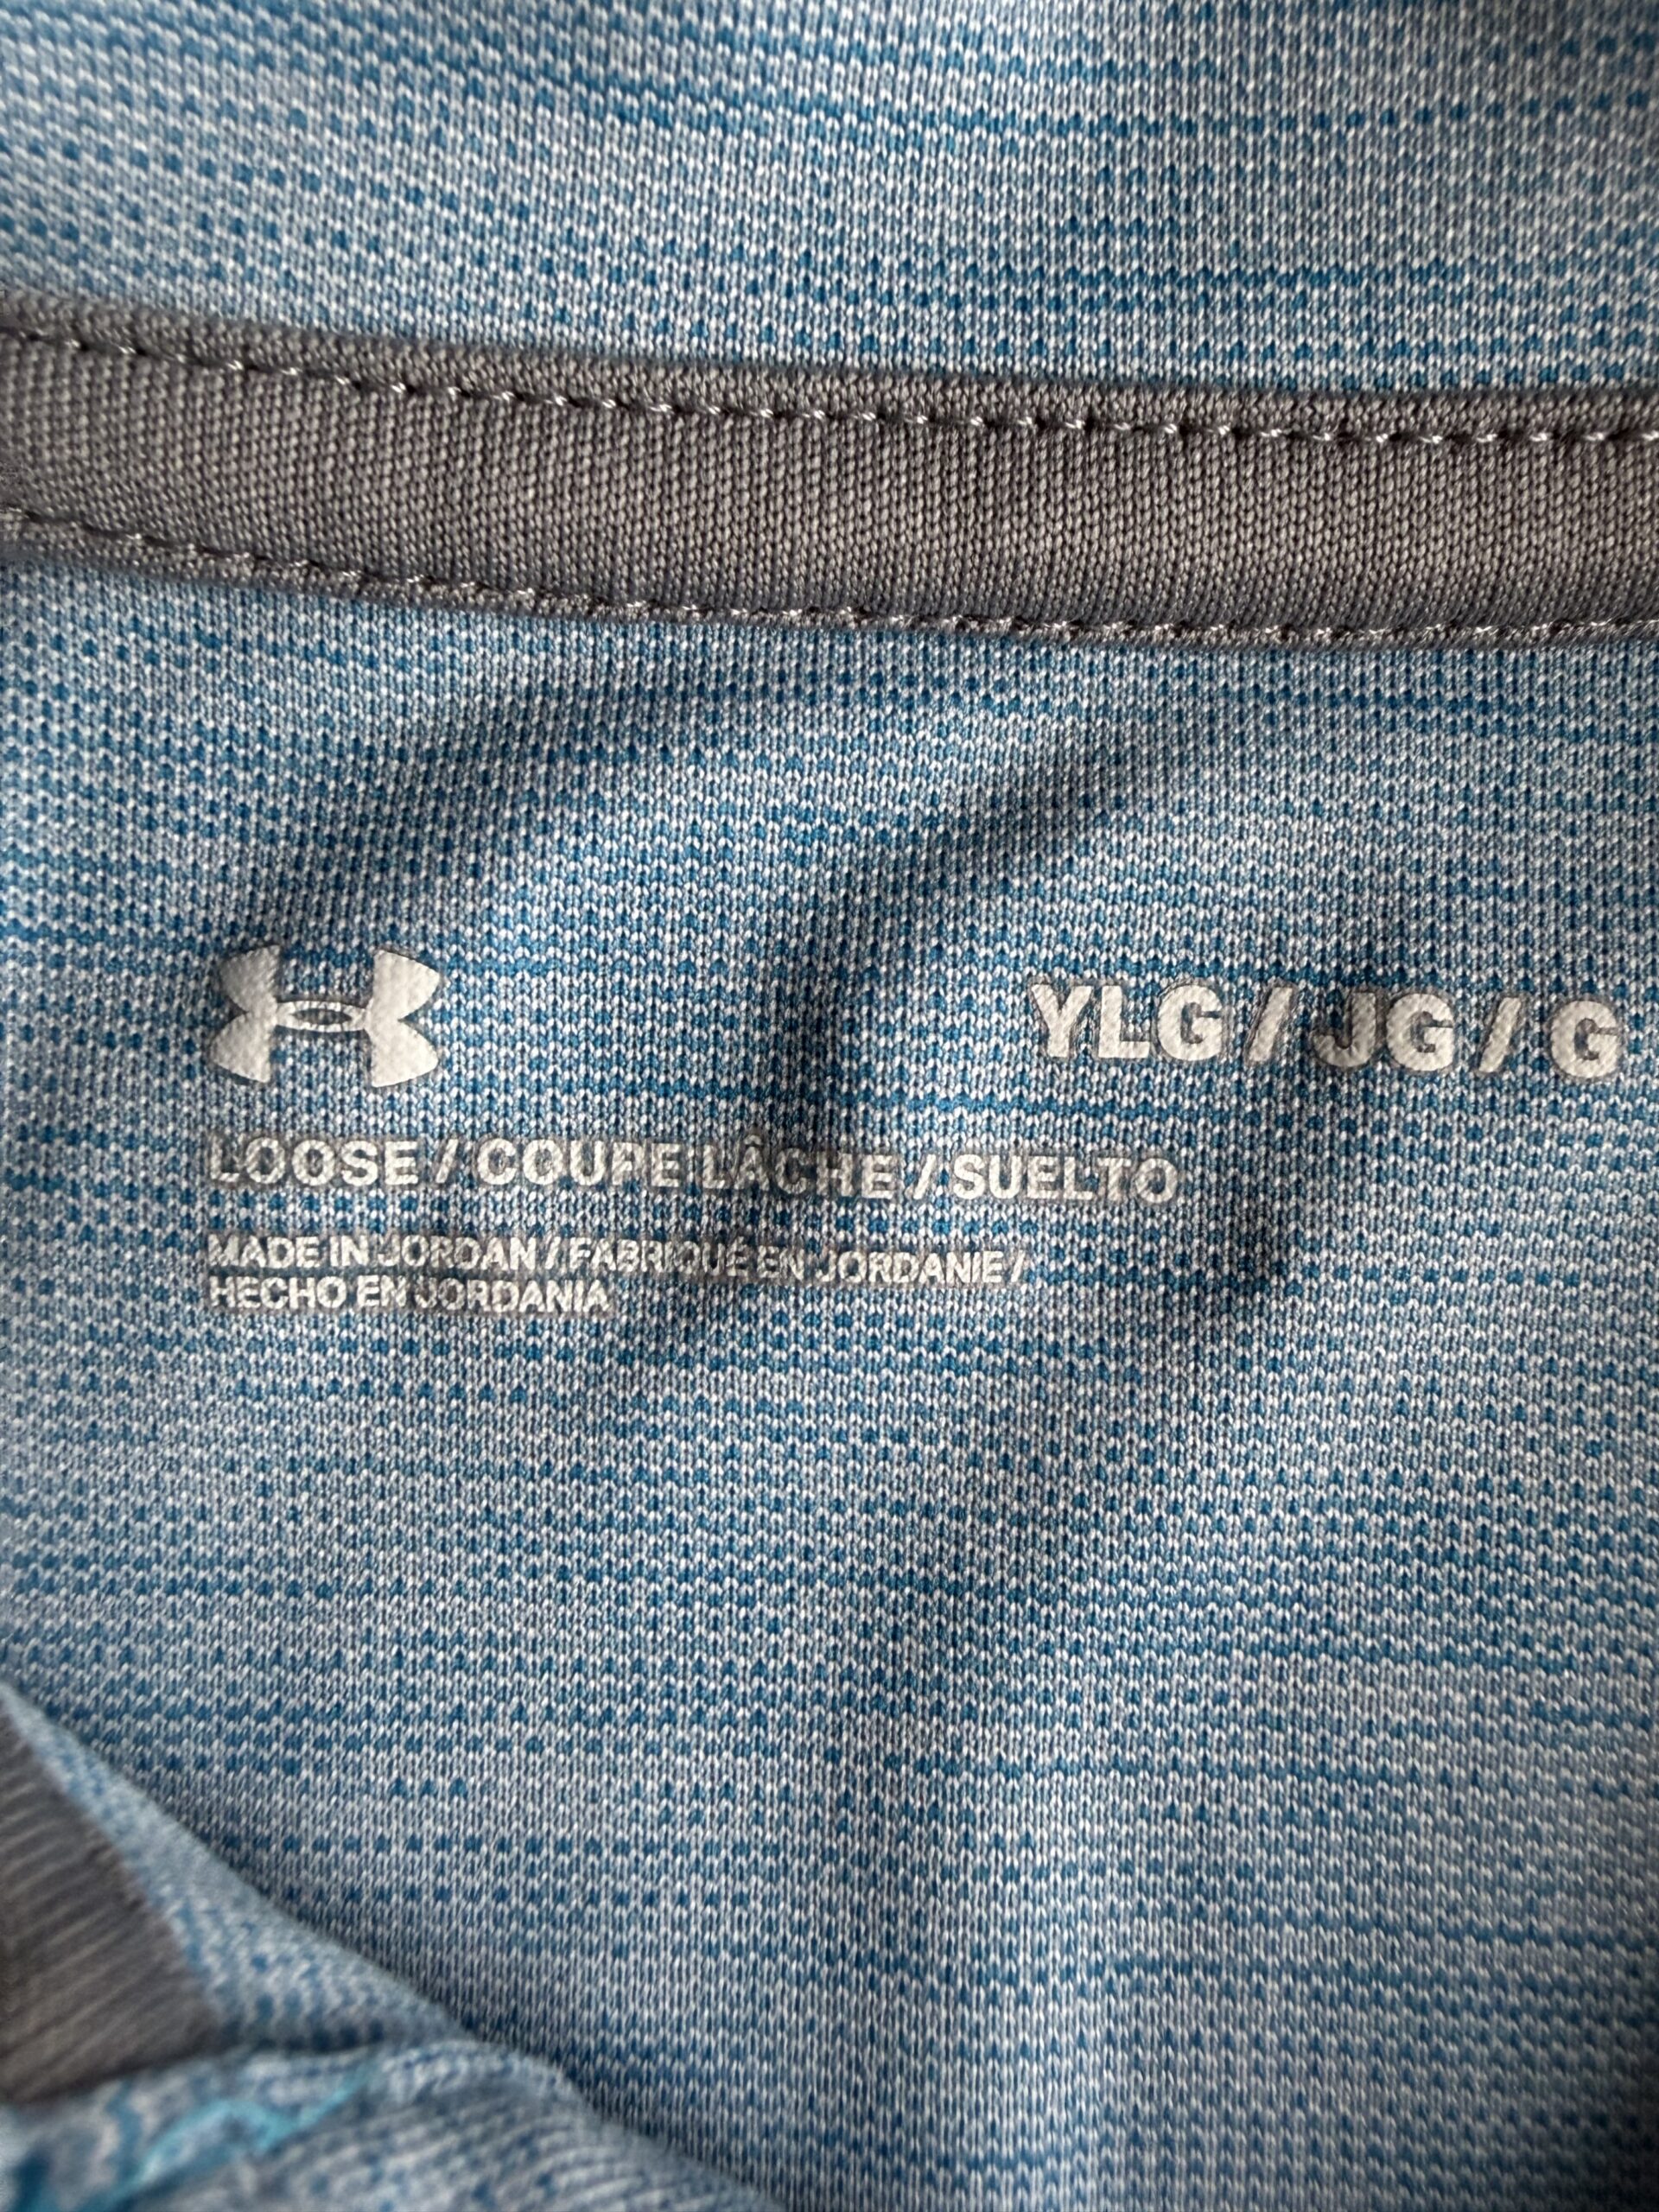 YLG / JG / G
LOOSE / COUPE LÂCHE / SUELTO
MADE IN JORDAN / FABRIQUÉ EN JORDANIE /
HECHO EN JORDANIA